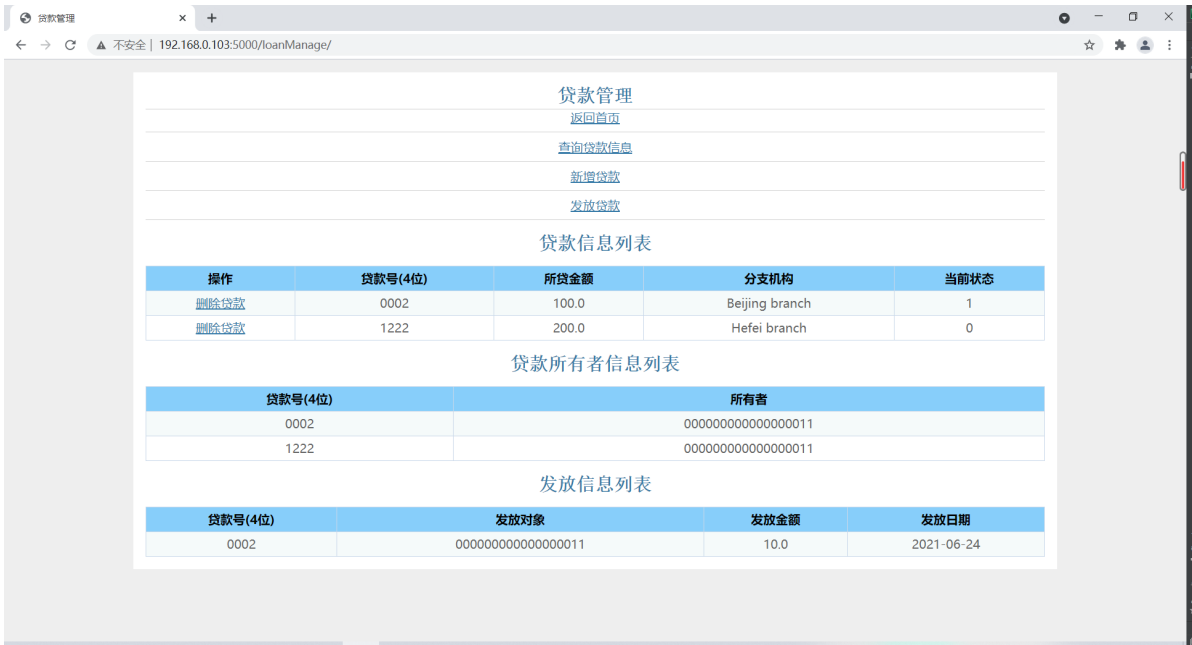 贷款管理
不安全 | 192.168.0.103:5000/loanManage/
贷款管理
返回首页
查询贷款信息
新增贷款
发放贷款
贷款信息列表
操作 贷款号(4位) 所贷金额 分支机构 当前状态
删除贷款 0002 100.0 Beijing branch 1
删除贷款 1222 200.0 Hefei branch 0
贷款所有者信息列表
贷款号(4位) 所有者
0002 000000000000000011
1222 000000000000000011
发放信息列表
贷款号(4位) 发放对象 发放金额 发放日期
0002 000000000000000011 10.0 2021-06-24